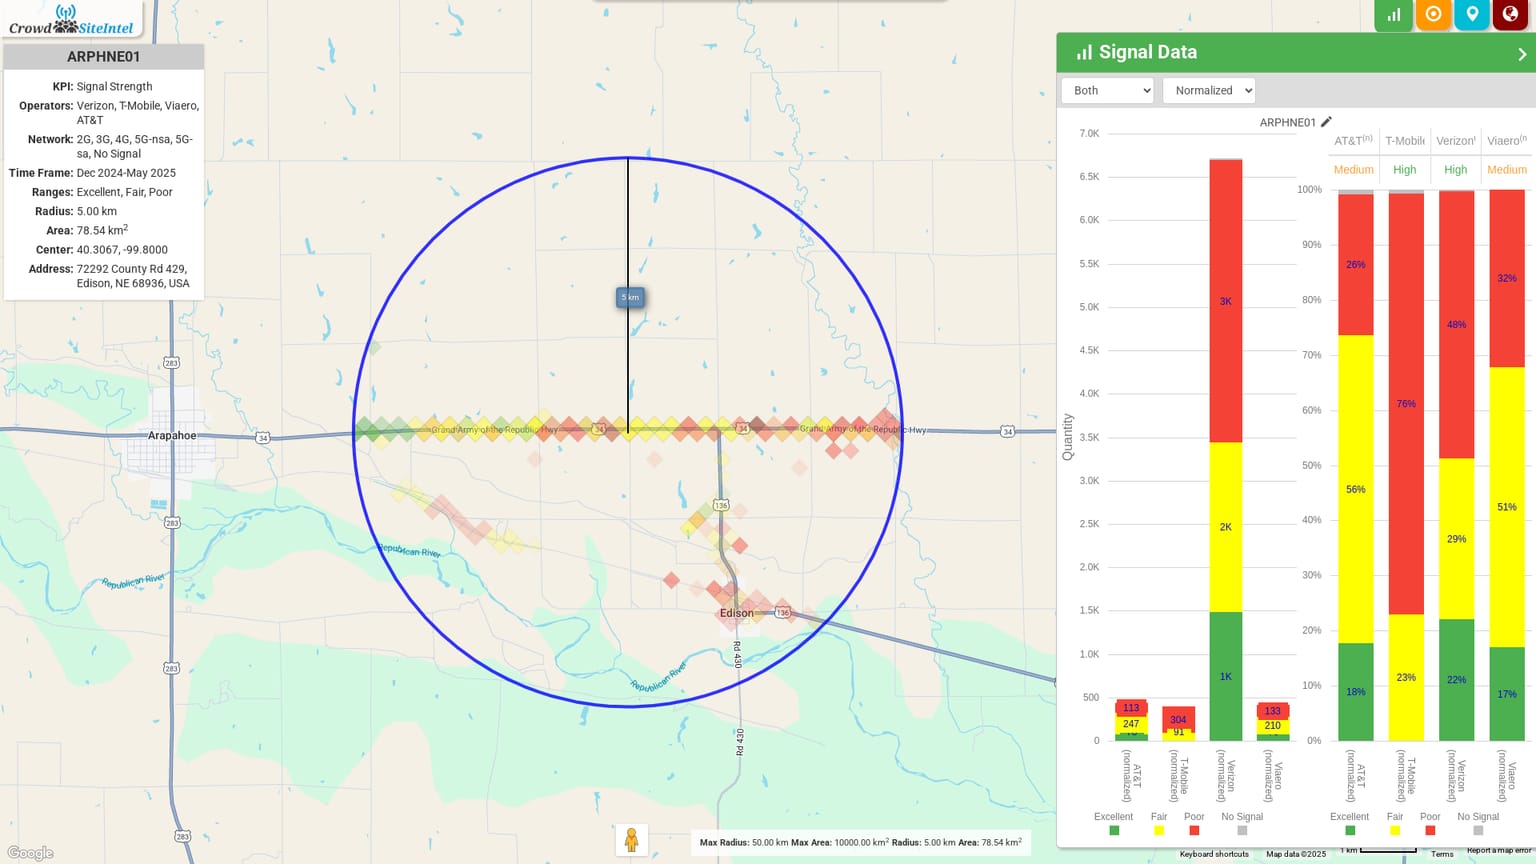 Crowd SiteIntel
ARPHNE01
KPI: Signal Strength
Operators: Verizon, T-Mobile, Viaero,
AT&T
Network: 2G, 3G, 4G, 5G-nsa, 5G-
sa, No Signal
Time Frame: Dec 2024-May 2025
Ranges: Excellent, Fair, Poor
Radius: 5.00 km
Area: 78.54 km2
Center: 40.3067, -99.8000
Address: 72292 County Rd 429,
Edison, NE 68936, USA
5 km
283
Arapahoe
34
Grand Army of the Republic Hwy
34
34
Grand Army of the Republic Hwy
34
283
136
Republican River
Republican River
Edison
136
Rd 430
Republican River
283
Rd 430
283
Google
Max Radius: 50.00 km Max Area: 10000.00 km2 Radius: 5.00 km Area: 78.54 km2
Signal Data
Both
Normalized
ARPHNE01
Quantity
7.0K
6.5K
6.0K
5.5K
5.0K
4.5K
4.0K
3.5K
3.0K
2.5K
2.0K
1.5K
1.0K
500
0
113
247
304
91
3K
2K
1K
133
210
AT&T
(normalized)
T-Mobile
(normalized)
Verizon
(normalized)
Viaero
(normalized)
Excellent Fair Poor No Signal
AT&T(n) T-Mobile Verizon Viaero(n
Medium High High Medium
100%
90%
80%
70%
60%
50%
40%
30%
20%
10%
0%
26%
56%
18%
76%
23%
48%
29%
22%
32%
51%
17%
AT&T
(normalized)
T-Mobile
(normalized)
Verizon
(normalized)
Viaero
(normalized)
Excellent Fair Poor No Signal
Keyboard shortcuts Map data ©2025 1 km Terms Report a map error